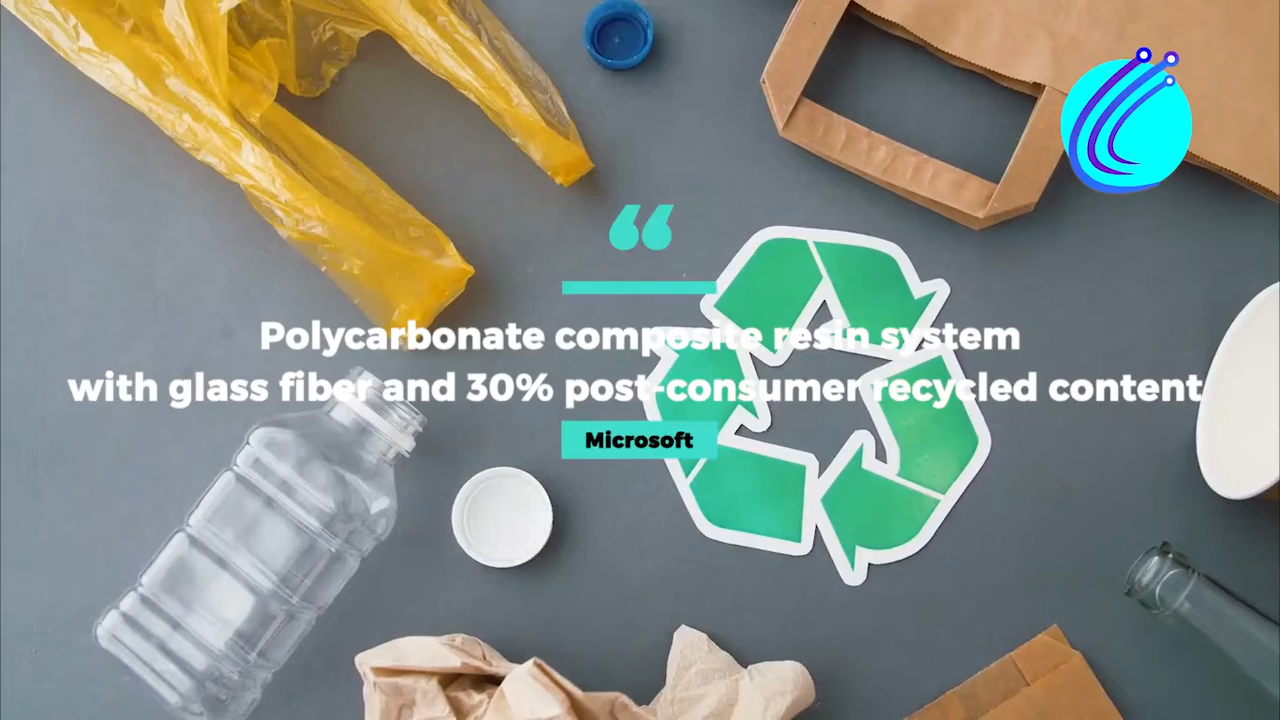 “
Polycarbonate composite resin system
with glass fiber and 30% post-consumer recycled content
Microsoft